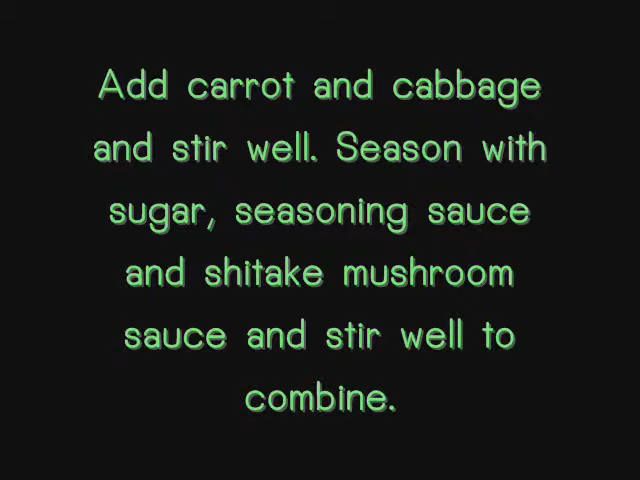 Add carrot and cabbage
and stir well. Season with
sugar, seasoning sauce
and shitake mushroom
sauce and stir well to
combine.